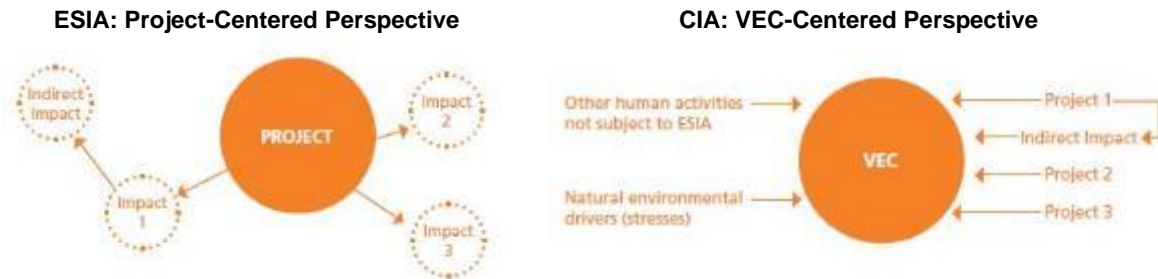 ESIA: Project-Centered Perspective
Indirect
Impact
PROJECT
Impact
2
Impact
1
Impact
3
CIA: VEC-Centered Perspective
Other human activities
not subject to ESIA
Natural environmental
drivers (stresses)
VEC
Project 1
Indirect Impact
Project 2
Project 3